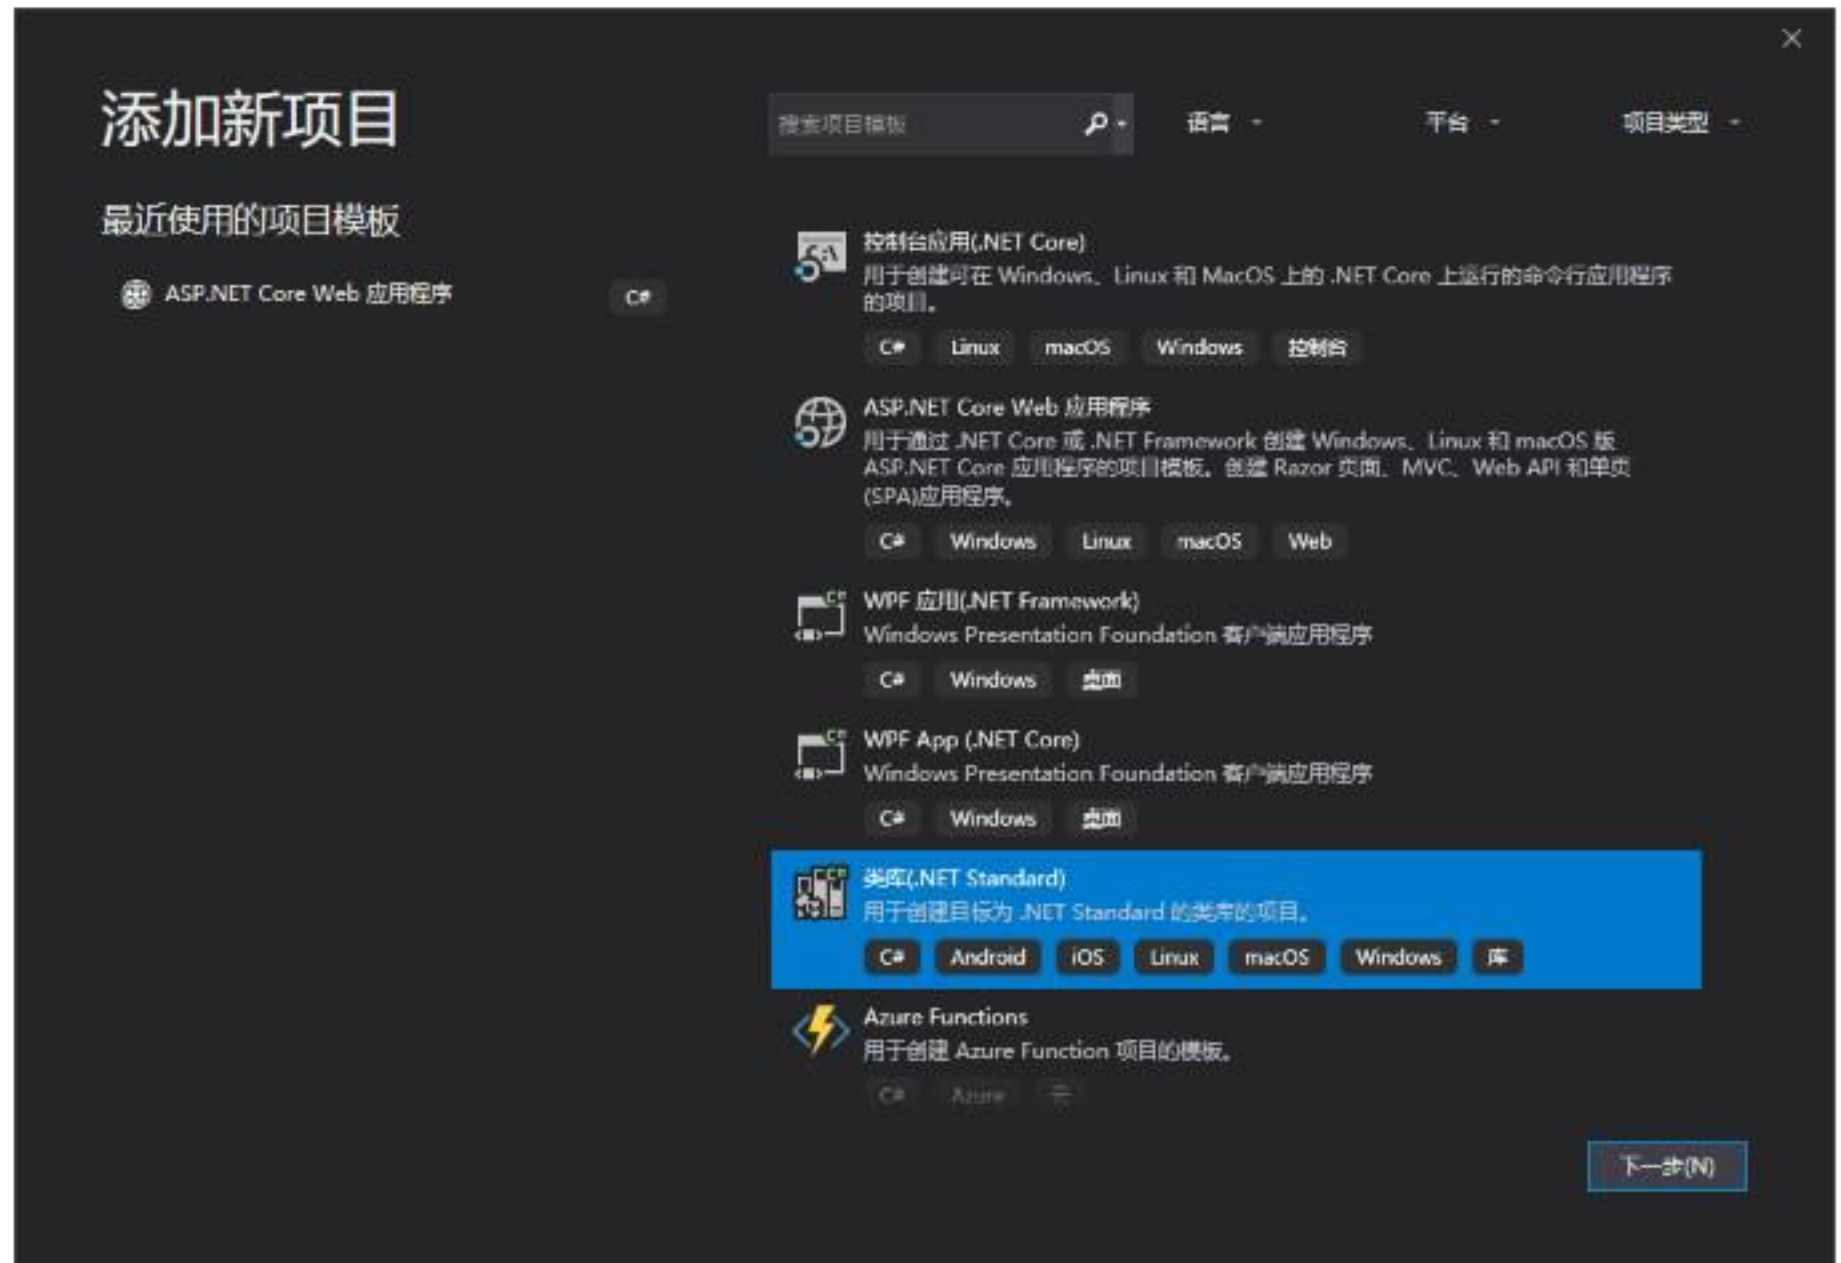 添加新项目
搜索项目模板
语言
平台
项目类型
最近使用的项目模板
ASP.NET Core Web 应用程序 C#
控制台应用(.NET Core)
用于创建可在 Windows、Linux 和 MacOS 上的 .NET Core 上运行的命令行应用程序
的项目。
C# Linux macOS Windows 控制台
ASP.NET Core Web 应用程序
用于通过 .NET Core 或 .NET Framework 创建 Windows、Linux 和 macOS 版
ASP.NET Core 应用程序的项目模板。创建 Razor 页面、MVC、Web API 和单页
(SPA)应用程序。
C# Windows Linux macOS Web
WPF 应用(.NET Framework)
Windows Presentation Foundation 客户端应用程序
C# Windows 桌面
WPF App (.NET Core)
Windows Presentation Foundation 客户端应用程序
C# Windows 桌面
类库(.NET Standard)
用于创建目标为 .NET Standard 的类库的项目。
C# Android iOS Linux macOS Windows 库
Azure Functions
用于创建 Azure Function 项目的模板。
C# Azure 云
下一步(N)